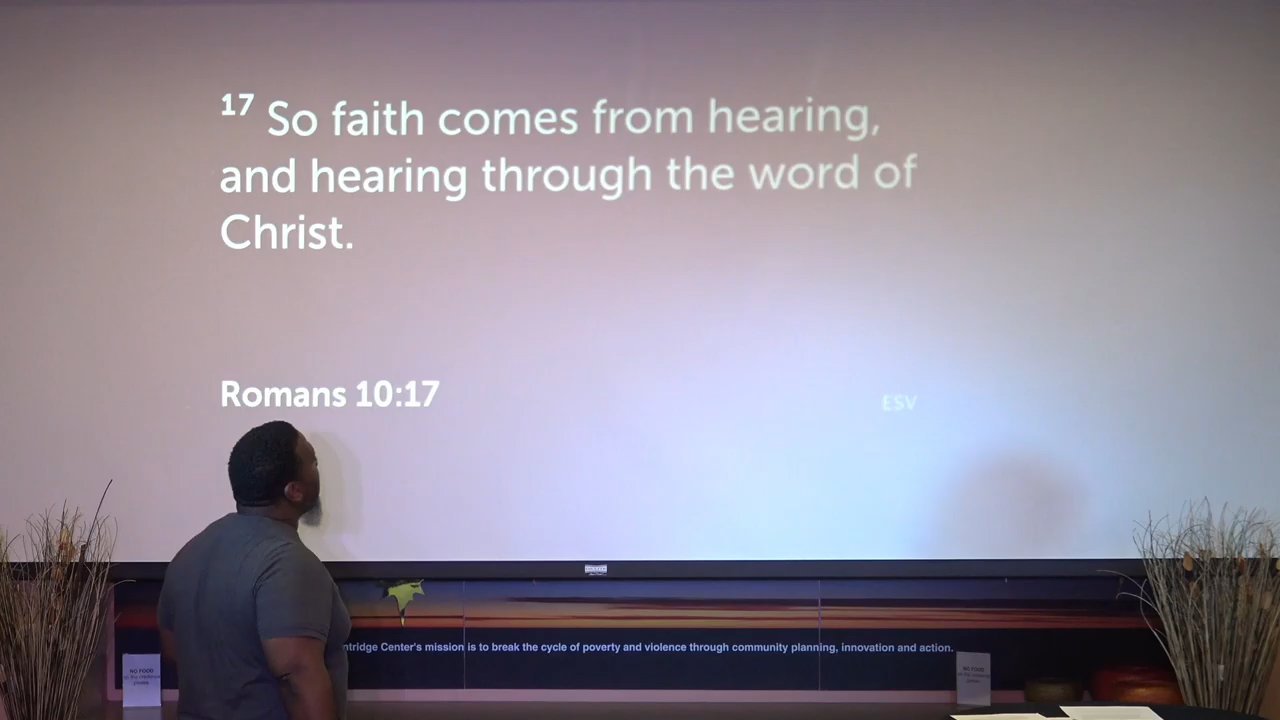 17 So faith comes from hearing,
and hearing through the word of
Christ.
Romans 10:17
ESV
ntridge Center's mission is to break the cycle of poverty and violence through community planning, innovation and action.
NO FOOD
NO FOOD